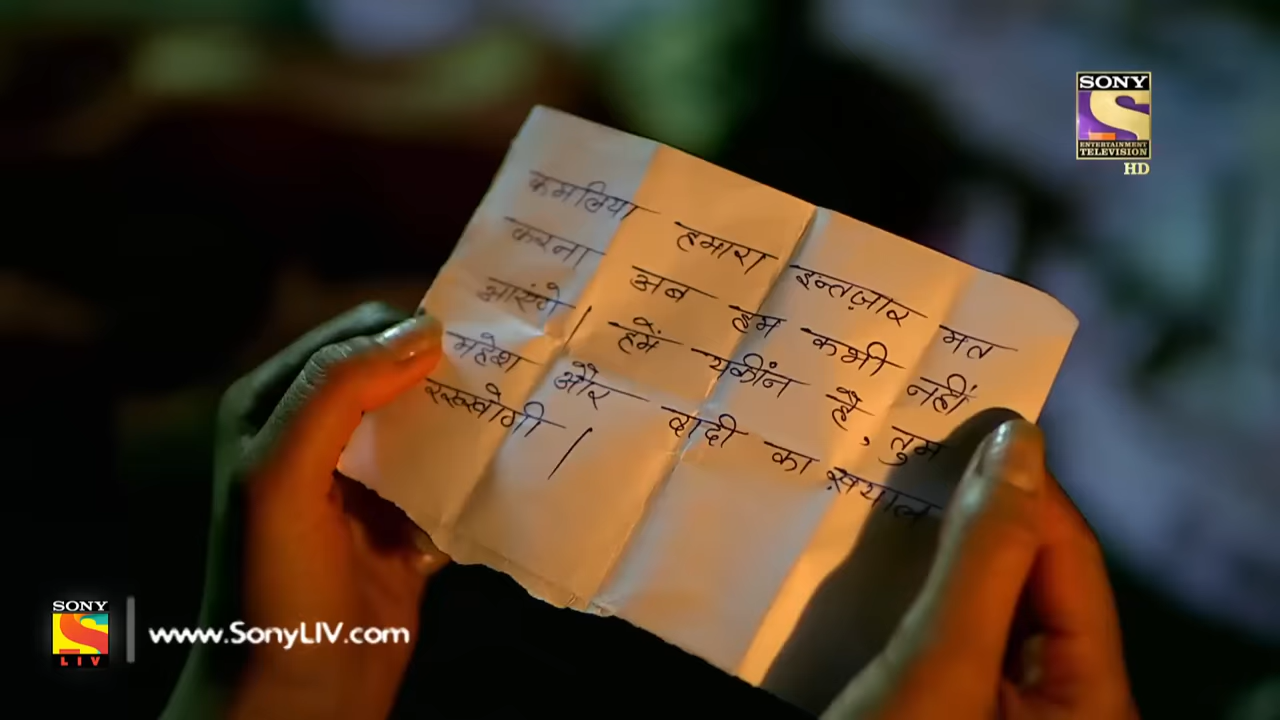 SONY
ENTERTAINMENT
TELEVISION
HD
कमलिया हमारा इन्तज़ार मत
करना अब हम कभी नहीं
आएंगे । हमें यकींन है, तुम
महेश और दादी का ख़याल
रख्खोगी ।
SONY
LIV
www.SonyLIV.com